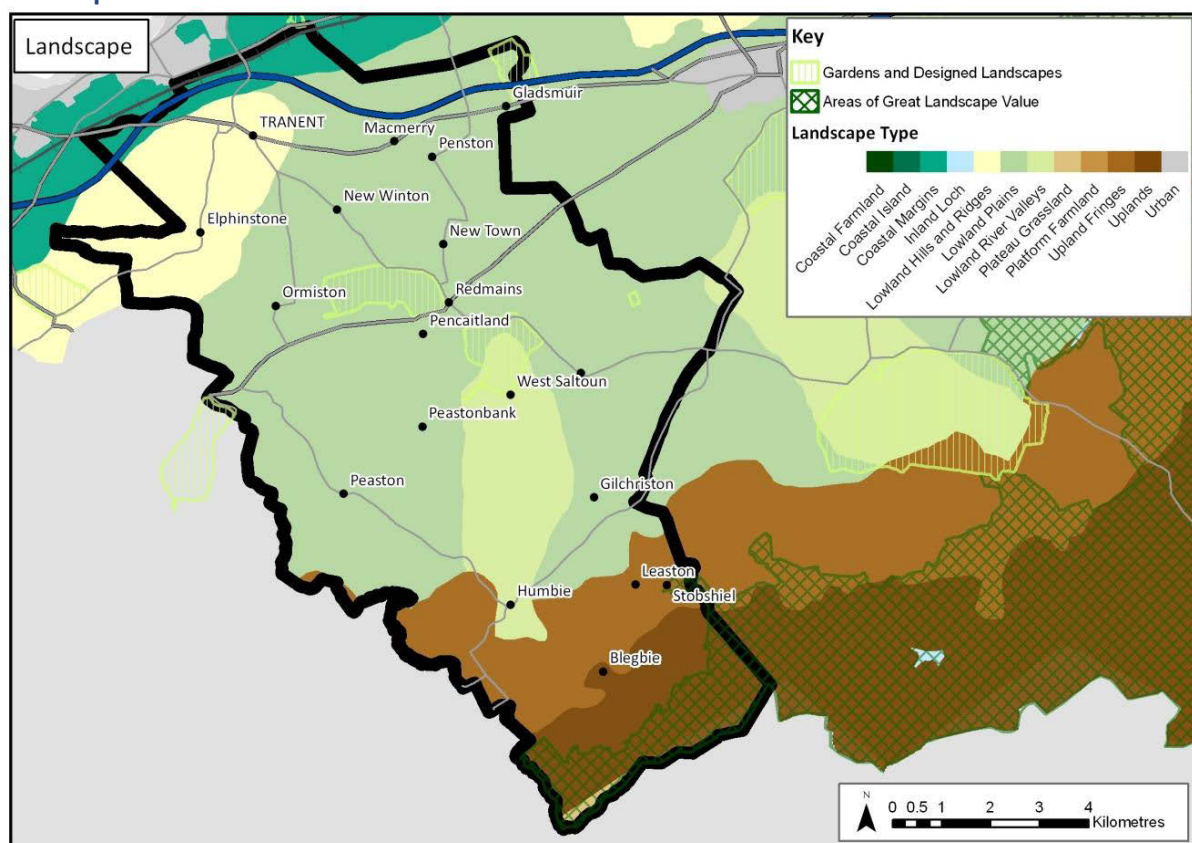 Landscape
Key
Gardens and Designed Landscapes
Areas of Great Landscape Value
Landscape Type
Coastal Farmland
Coastal Island
Coastal Margins
Inland Loch
Lowland Hills and Ridges
Lowland Plains
Lowland River Valleys
Plateau Grassland
Platform Farmland
Upland Fringes
Uplands
Urban
Gladsmuir
TRANENT
Macmerry
Penston
New Winton
Elphinstone
New Town
Ormiston
Redmains
Pencaitland
West Saltoun
Peastonbank
Peaston
Gilchriston
Leaston
Stobshiel
Humbie
Blegbie
N
0 0.5 1 2 3 4
Kilometres